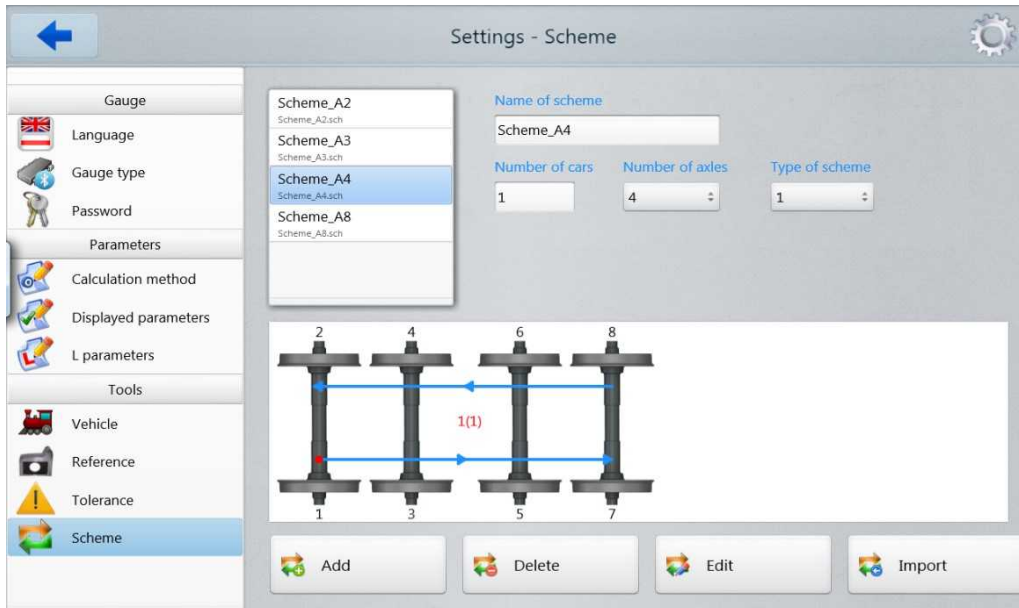 Settings - Scheme
Gauge
Language
Gauge type
Password
Parameters
Calculation method
Displayed parameters
L parameters
Tools
Vehicle
Reference
Tolerance
Scheme
Scheme_A2
Scheme_A2.sch
Scheme_A3
Scheme_A3.sch
Scheme_A4
Scheme_A4.sch
Scheme_A8
Scheme_A8.sch
Name of scheme
Scheme_A4
Number of cars Number of axles Type of scheme
1 4 1
2 4 6 8
1(1)
1 3 5 7
Add Delete Edit Import